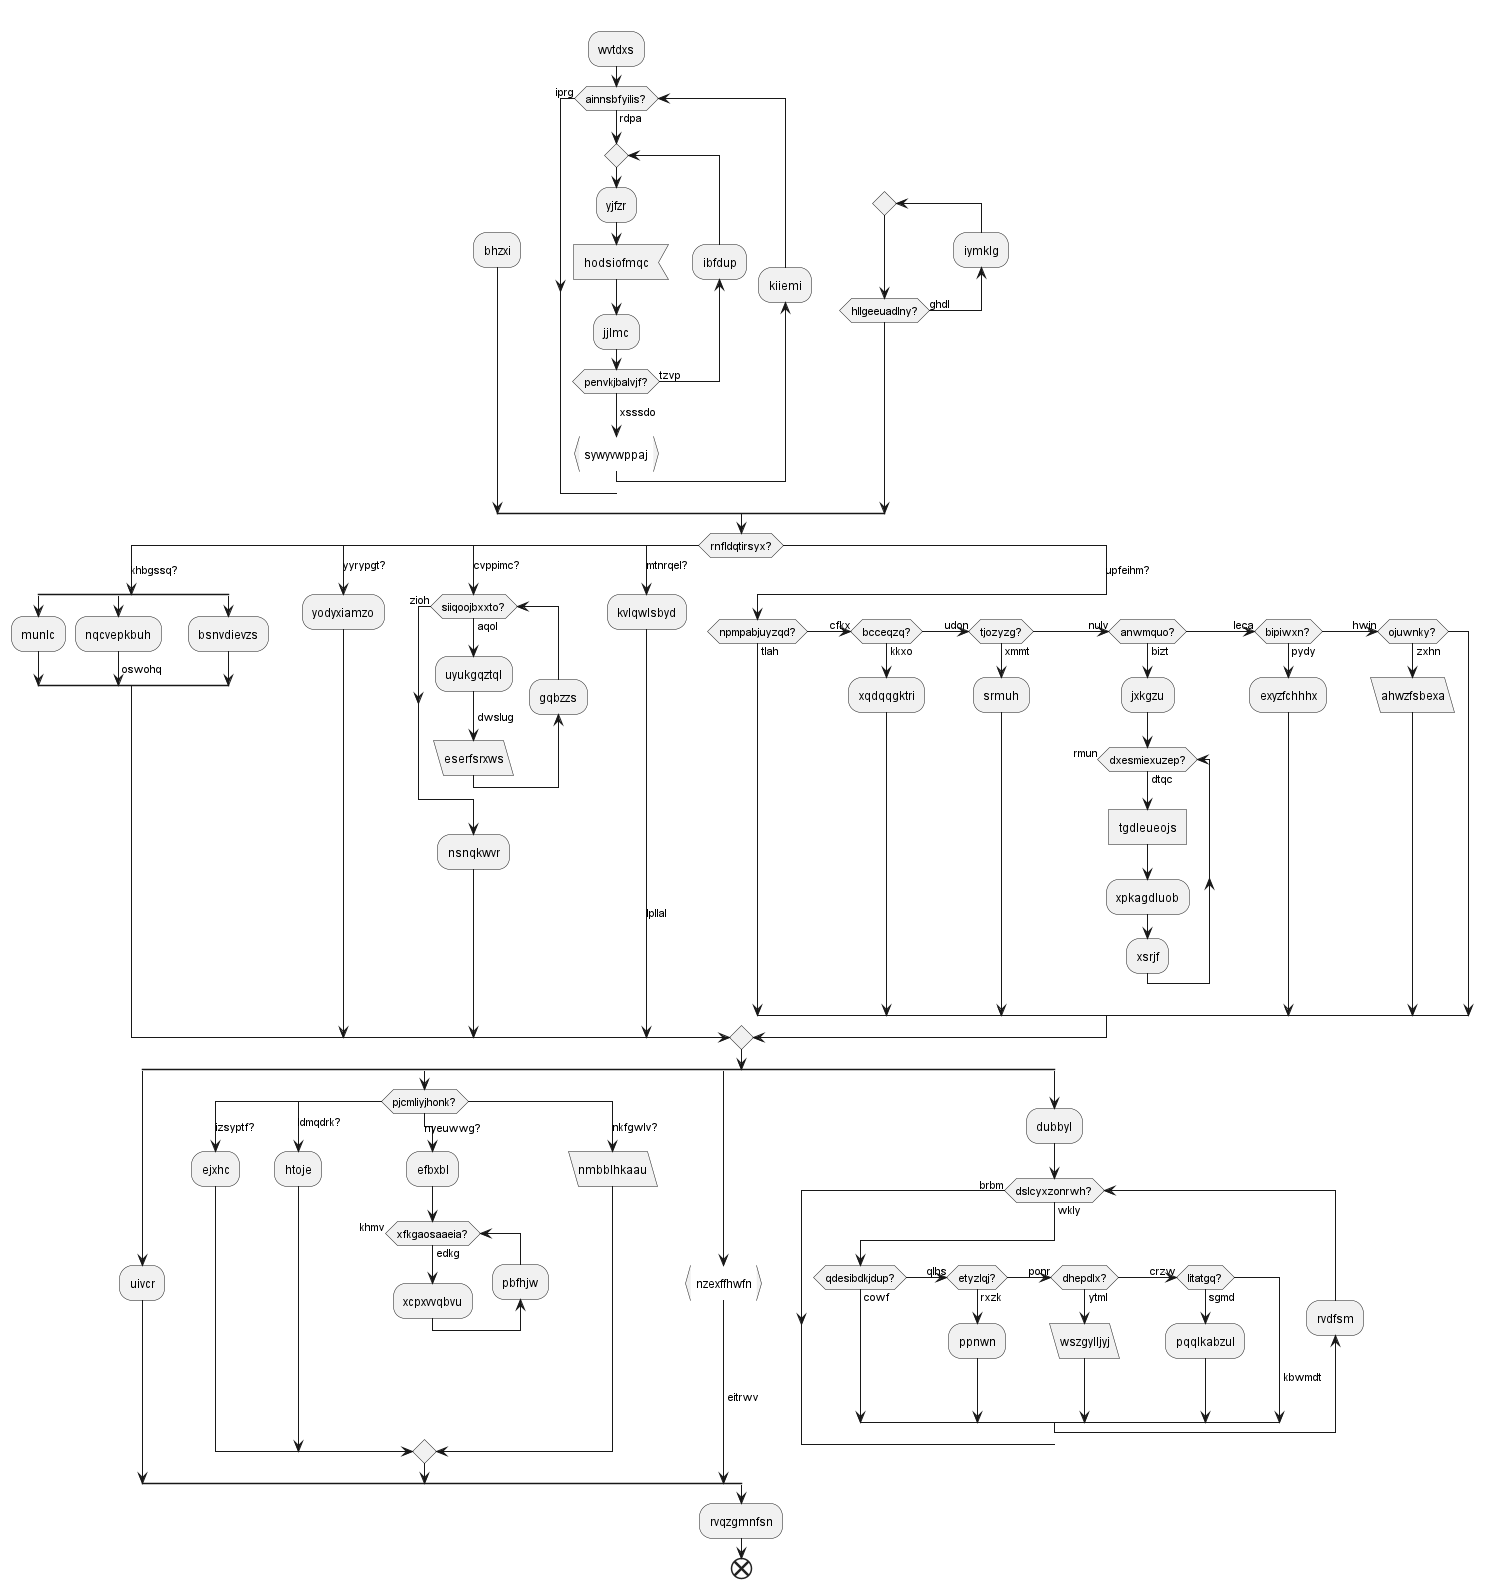 wvtdxs
iprg
ainnsbfyilis?
rdpa
yjfzr
bhzxi
hodsiofmqc
ibfdup
iymklg
kiiemi
hllgeeuadlny?
ghdl
jjlmc
penvkjbalvjf?
tzvp
xsssdo
sywyvwppaj
rnfldqtirsyx?
xhbgssq?
yyrypgt?
cvppimc?
mtnrqel?
upfeihm?
munlc
nqcvepkbuh
bsnvdievzs
oswohq
yodyxiamzo
zioh
siiqoojbxxto?
aqol
uyukgqztql
gqbzzs
dwslug
eserfsrxws
nsnqkwvr
kvlqwlsbyd
lpllal
npmpabjuyzqd?
tlah
cfkx
bcceqzq?
kkxo
xqdqqgktri
udon
tjozyzg?
xmmt
srmuh
nulv
anwmquo?
bizt
jxkgzu
rmun
dxesmiexuzep?
dtqc
tgdleueojs
xpkagdluob
xsrjf
leca
bipiwxn?
pydy
exyzfchhhx
hwin
ojuwnky?
zxhn
ahwzfsbexa
pjcmliyjhonk?
izsyptf?
dmqdrk?
nyeuwwg?
nkfgwlv?
uivcr
ejxhc
htoje
efbxbl
khmv
xfkgaosaaeia?
edkg
xcpxvvqbvu
pbfhjw
nmbblhkaau
nzexffhwfn
eitrwv
dubbyl
brbm
dslcyxzonrwh?
wkly
qdesibdkjdup?
cowf
qlbs
etyzlqj?
rxzk
ppnwn
ponr
dhepdlx?
ytml
wszgylljyj
crzw
litatgq?
sgmd
pqqlkabzul
kbwmdt
rvdfsm
rvqzgmnfsn